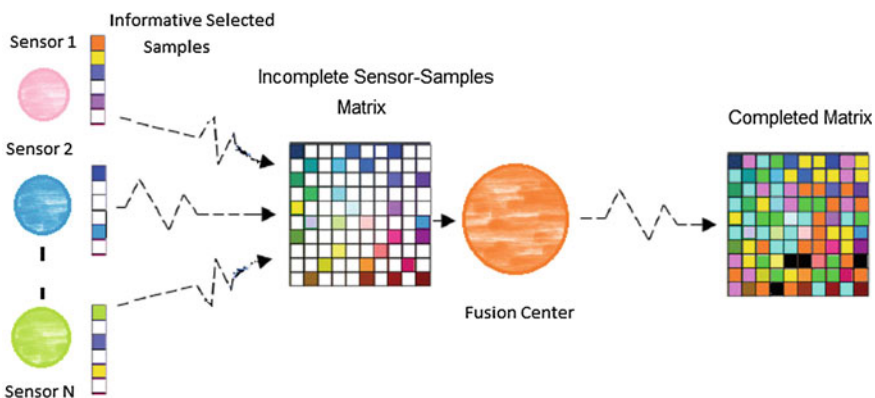 Informative Selected
Samples
Sensor 1
Sensor 2
Sensor N
Incomplete Sensor-Samples
Matrix
Fusion Center
Completed Matrix